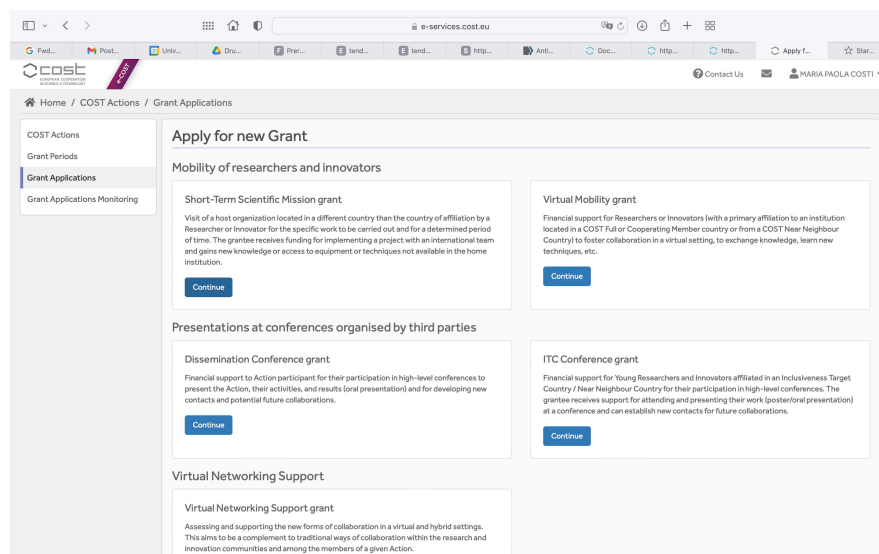 e-services.cost.eu
G Fwd...
Post...
Univ...
Dru...
F Prer...
E tend...
E tend...
S http...
Anti...
Doc...
http...
http...
Apply f...
Star...
cost
EUROPEAN COOPERATION
IN SCIENCE & TECHNOLOGY
e-COST
Contact Us
MARIA PAOLA COSTI
Home / COST Actions / Grant Applications
COST Actions
Grant Periods
Grant Applications
Grant Applications Monitoring
Apply for new Grant
Mobility of researchers and innovators
Short-Term Scientific Mission grant
Visit of a host organization located in a different country than the country of affiliation by a
Researcher or Innovator for the specific work to be carried out and for a determined period
of time. The grantee receives funding for implementing a project with an international team
and gains new knowledge or access to equipment or techniques not available in the home
institution.
Continue
Virtual Mobility grant
Financial support for Researchers or Innovators (with a primary affiliation to an institution
located in a COST Full or Cooperating Member country or from a COST Near Neighbour
Country) to foster collaboration in a virtual setting, to exchange knowledge, learn new
techniques, etc.
Continue
Presentations at conferences organised by third parties
Dissemination Conference grant
Financial support to Action participant for their participation in high-level conferences to
present the Action, their activities, and results (oral presentation) and for developing new
contacts and potential future collaborations.
Continue
ITC Conference grant
Financial support for Young Researchers and Innovators affiliated in an Inclusiveness Target
Country / Near Neighbour Country for their participation in high-level conferences. The
grantee receives support for attending and presenting their work (poster/oral presentation)
at a conference and can establish new contacts for future collaborations.
Continue
Virtual Networking Support
Virtual Networking Support grant
Assessing and supporting the new forms of collaboration in a virtual and hybrid settings.
This aims to be a complement to traditional ways of collaboration within the research and
innovation communities and among the members of a given Action.